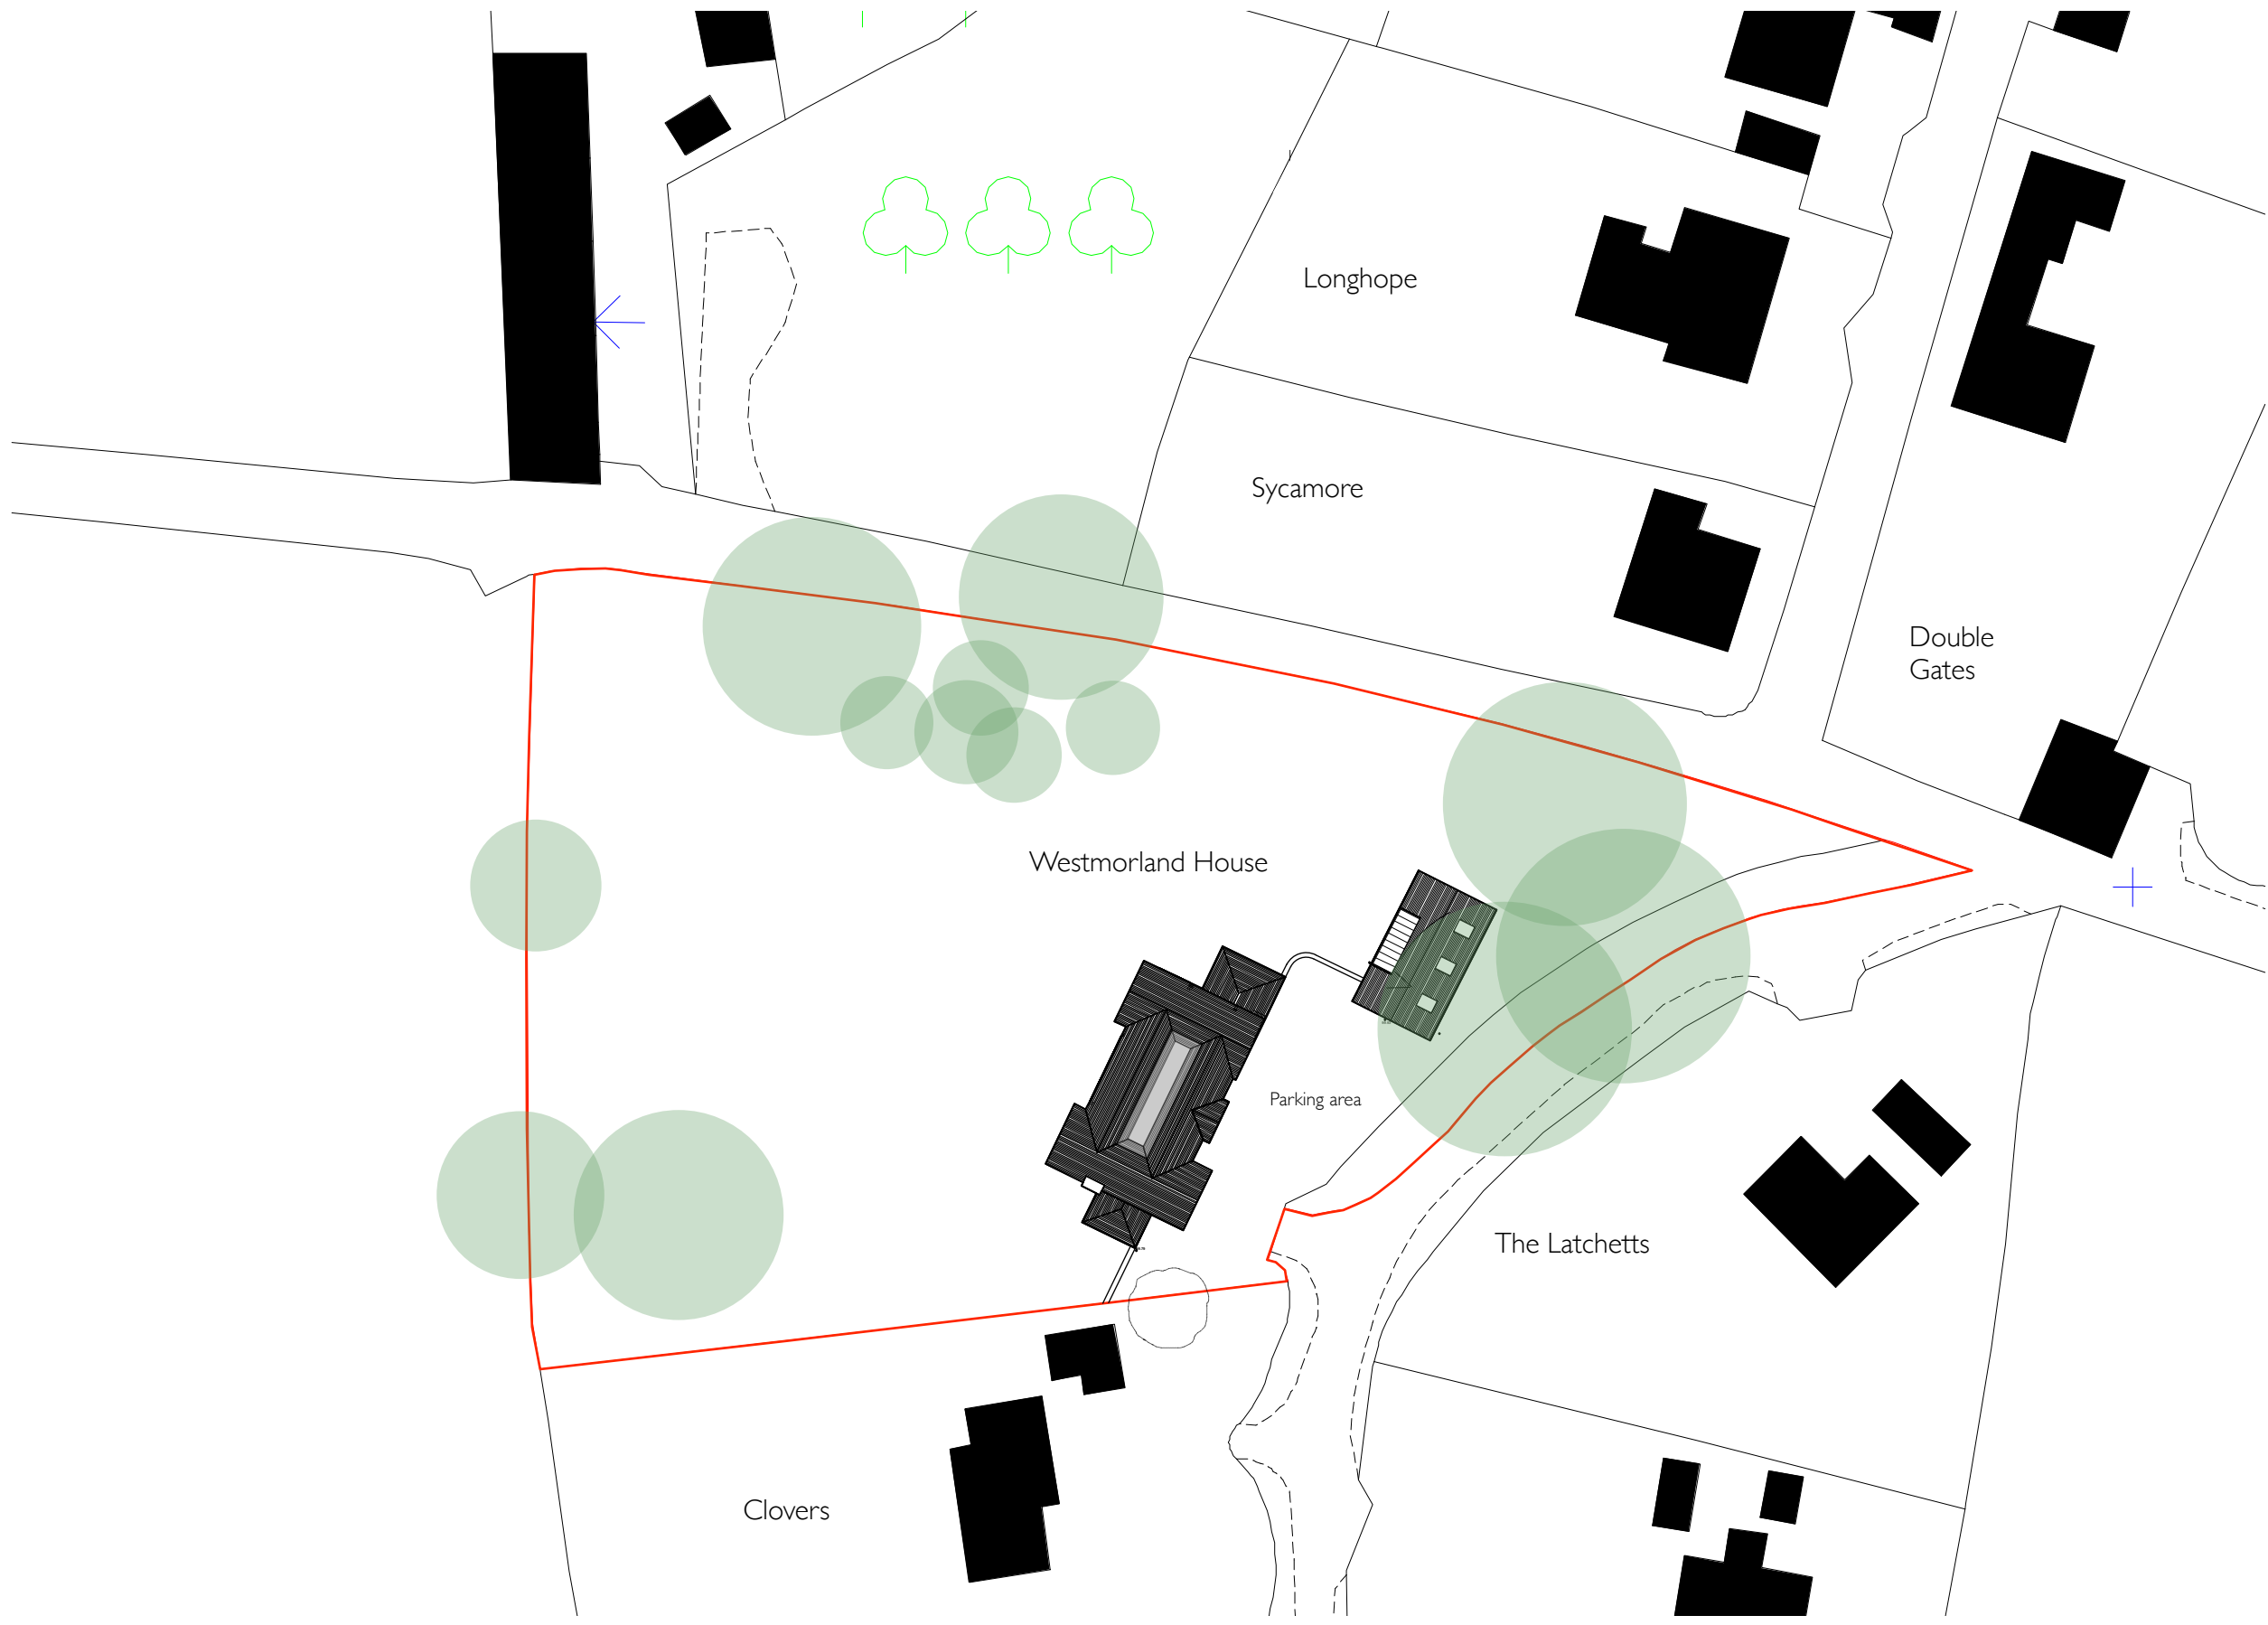 Longhope
Sycamore
Double
Gates
Westmorland House
Parking area
The Latchetts
Clovers